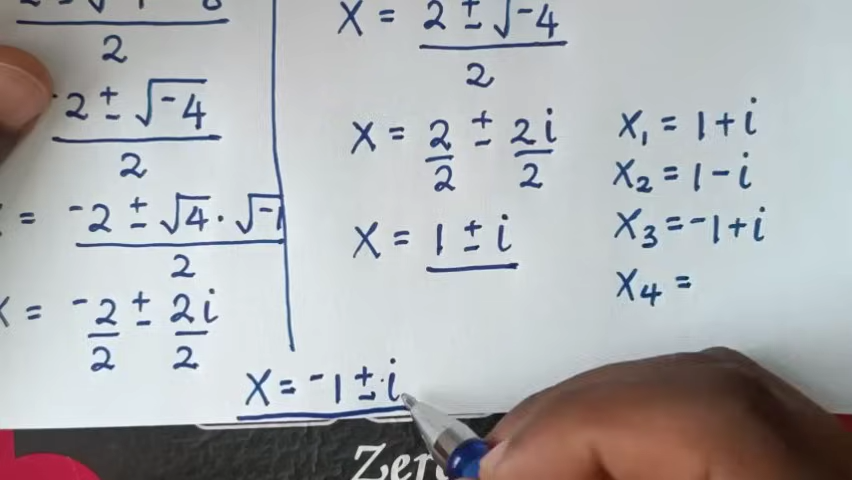 2
-2 ± √-4
2
= -2 ± √4 · √-1
2
X = -2/2 ± 2i/2
X = -1 ± i
X = 2 ± √-4
2
X = 2/2 ± 2i/2
X = 1 ± i
X₁ = 1 + i
X₂ = 1 - i
X₃ = -1 + i
X₄ =